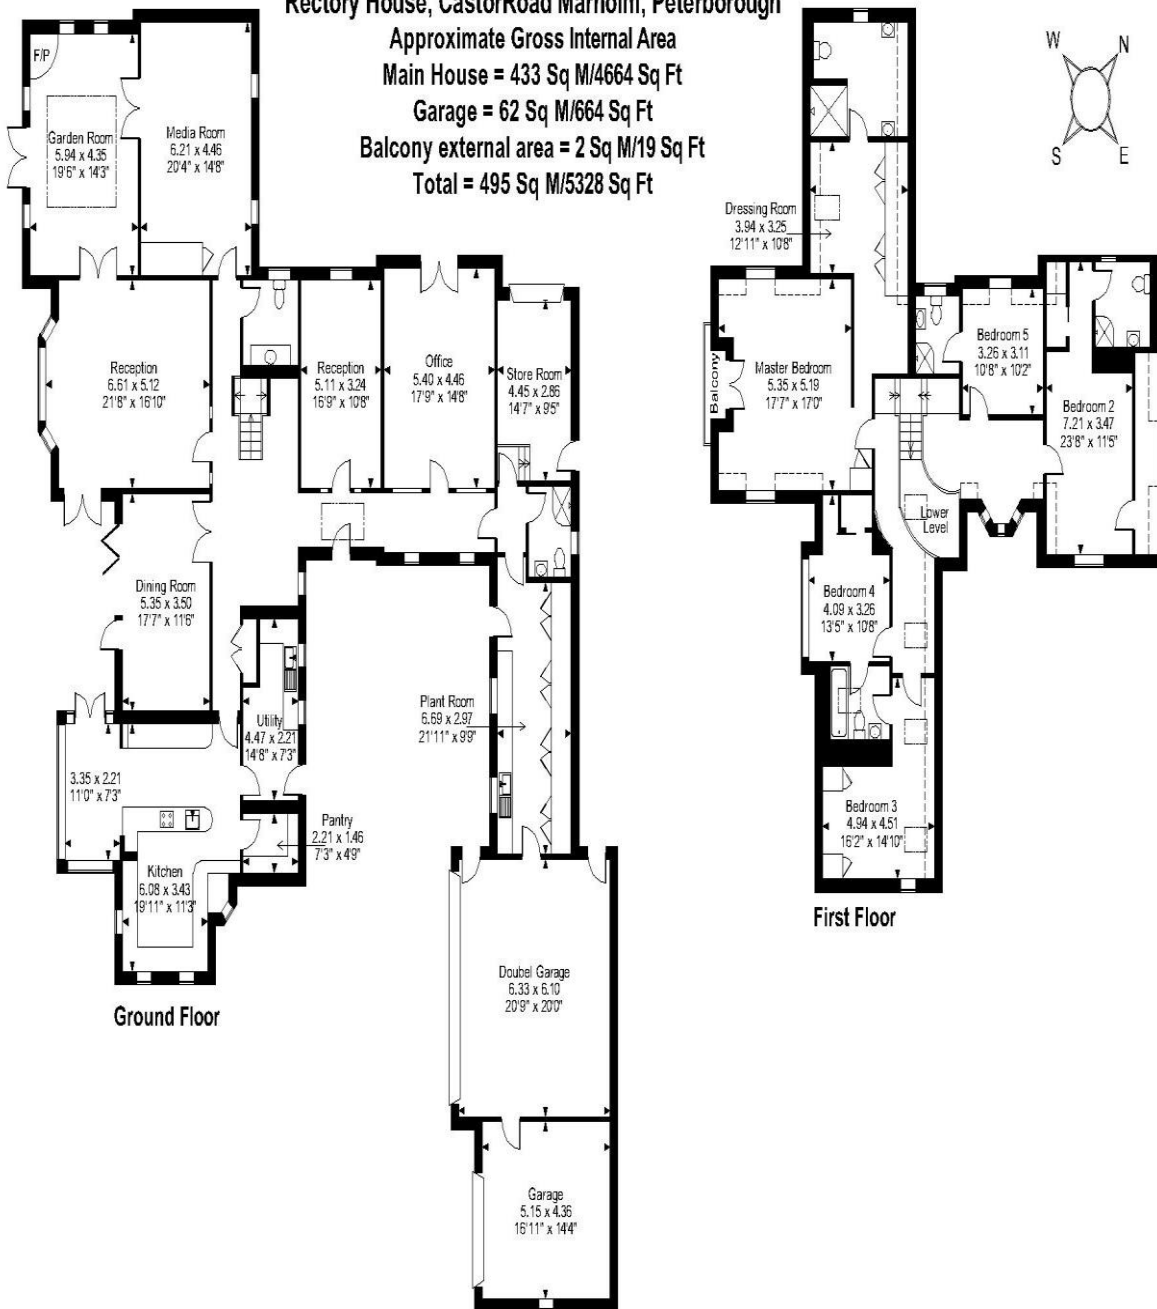 Rectory House, CastorRoad Marholm, Peterborough
Approximate Gross Internal Area
Main House = 433 Sq M/4664 Sq Ft
Garage = 62 Sq M/664 Sq Ft
Balcony external area = 2 Sq M/19 Sq Ft
Total = 495 Sq M/5328 Sq Ft
W
N
S
E
F/P
Garden Room
5.94 x 4.35
19'6" x 14'3"
Media Room
6.21 x 4.46
20'4" x 14'8"
Reception
6.61 x 5.12
21'8" x 16'10"
Reception
5.11 x 3.24
16'9" x 10'8"
Office
5.40 x 4.46
17'9" x 14'8"
Store Room
4.45 x 2.86
14'7" x 9'5"
Dining Room
5.35 x 3.50
17'7" x 11'6"
Utility
4.47 x 2.21
14'8" x 7'3"
Plant Room
6.69 x 2.97
21'11" x 9'9"
3.35 x 2.21
11'0" x 7'3"
Pantry
2.21 x 1.46
7'3" x 4'9"
Kitchen
6.08 x 3.43
19'11" x 11'3"
Doubel Garage
6.33 x 6.10
20'9" x 20'0"
Garage
5.15 x 4.36
16'11" x 14'4"
Ground Floor
Dressing Room
3.94 x 3.25
12'11" x 10'8"
Balcony
Master Bedroom
5.35 x 5.19
17'7" x 17'0"
Bedroom 5
3.26 x 3.11
10'8" x 10'2"
Bedroom 2
7.21 x 3.47
23'8" x 11'5"
Lower
Level
Bedroom 4
4.09 x 3.26
13'5" x 10'8"
Bedroom 3
4.94 x 4.51
16'2" x 14'10"
First Floor